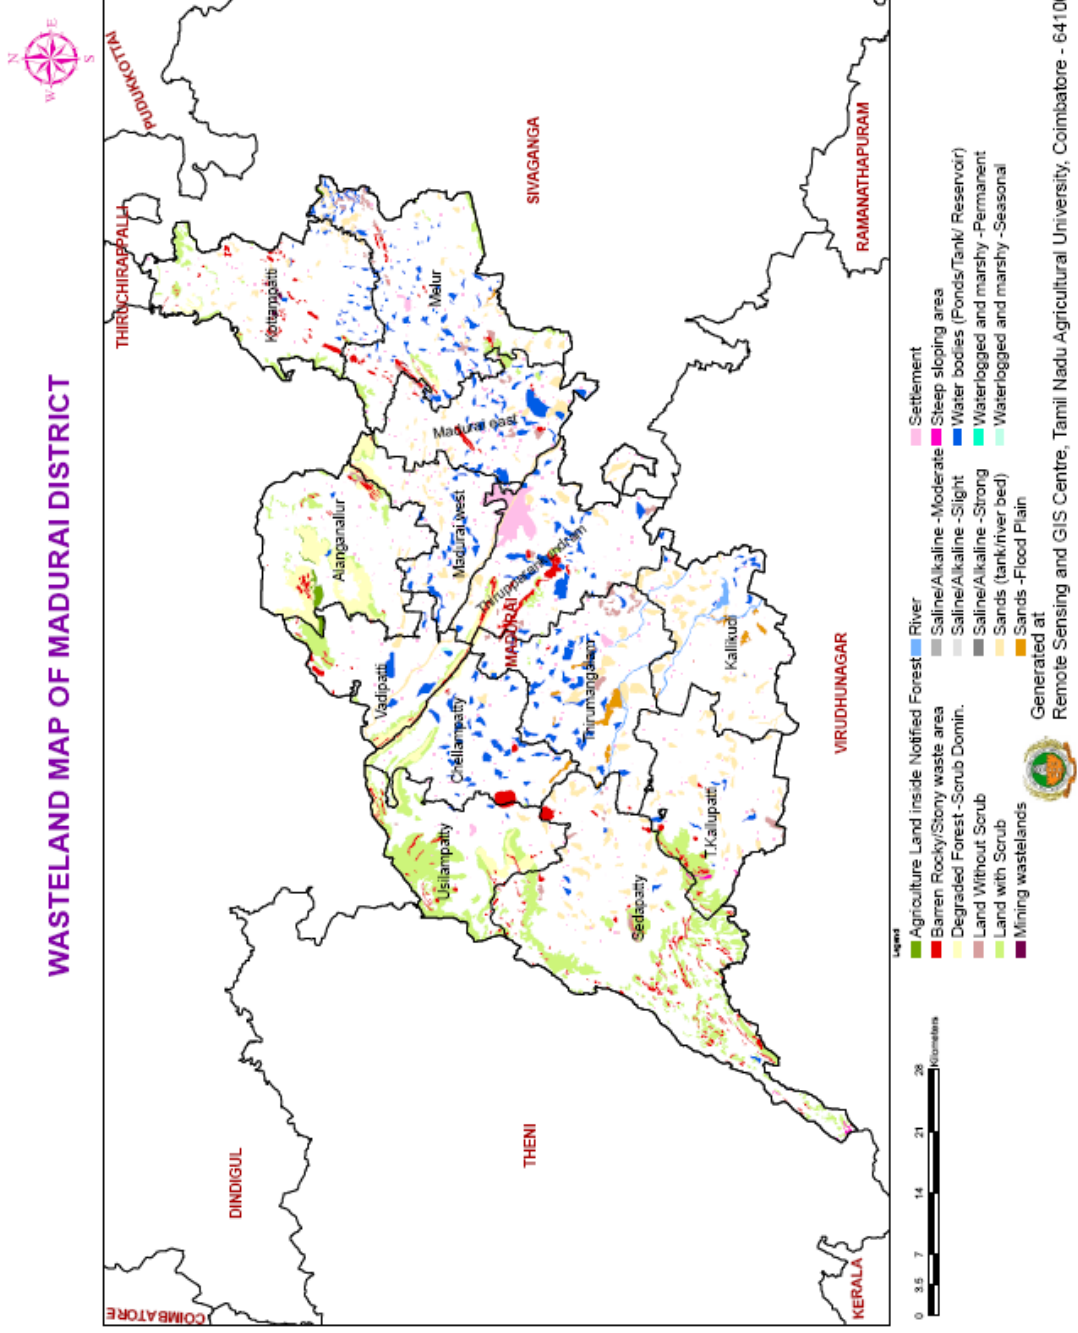 WASTELAND MAP OF MADURAI DISTRICT
N
E
S
W
COIMBATORE
DINDIGUL
THIRUCHIRAPPALLI
PUDUKKOTTAI
THENI
SIVAGANGA
MADURAI
KERALA
VIRUDHUNAGAR
RAMANATHAPURAM
Kottampatti
Alanganallur
Melur
Madurai east
Madurai west
Vadipatti
Thirupparankundram
Chellampatty
Usilampatty
Thirumangalam
Sedapatty
Kallikudi
T.Kallupatti
0 3.5 7 14 21 28
Kilometers
Legend
Agriculture Land inside Notified Forest
Barren Rocky/Stony waste area
Degraded Forest -Scrub Domin.
Land Without Scrub
Land with Scrub
Mining wastelands
River
Saline/Alkaline -Moderate
Saline/Alkaline -Slight
Saline/Alkaline -Strong
Sands (tank/river bed)
Sands -Flood Plain
Settlement
Steep sloping area
Water bodies (Ponds/Tank/ Reservoir)
Waterlogged and marshy -Permanent
Waterlogged and marshy -Seasonal
Generated at
Remote Sensing and GIS Centre, Tamil Nadu Agricultural University, Coimbatore -